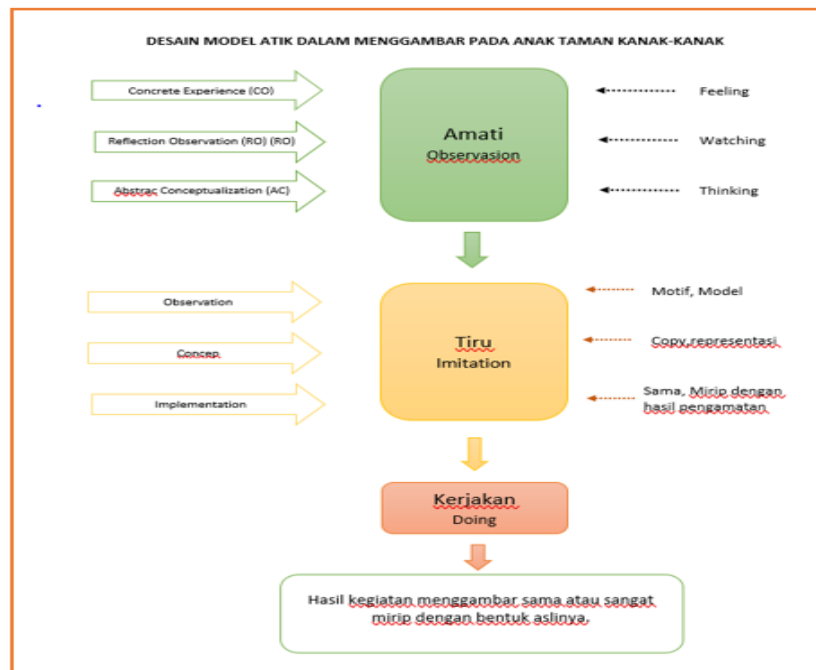 DESAIN MODEL ATIK DALAM MENGGAMBAR PADA ANAK TAMAN KANAK-KANAK
Concrete Experience (CO)
Reflection Observation (RO) (RO)
Abstrac Conceptualization (AC)
Amati
Observasion
Feeling
Watching
Thinking
Observation
Concep
Implementation
Tiru
Imitation
Motif, Model
Copy,representasi
Sama, Mirip dengan
hasil pengamatan
Kerjakan
Doing
Hasil kegiatan menggambar sama atau sangat
mirip dengan bentuk aslinya.